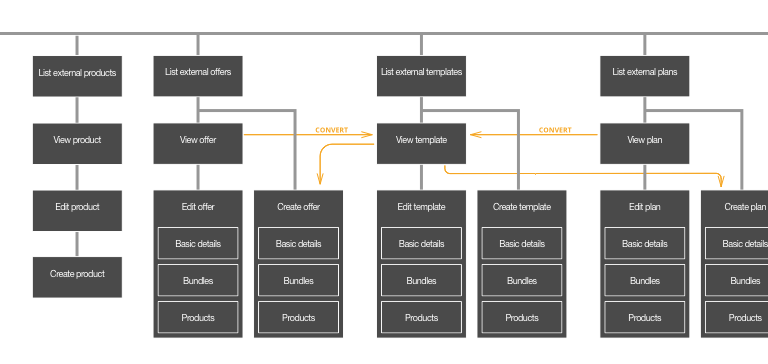 List external products
List external offers
List external templates
List external plans
CONVERT
CONVERT
View product
View offer
View template
View plan
Edit product
Edit offer
Create offer
Edit template
Create template
Edit plan
Create plan
Basic details
Basic details
Basic details
Basic details
Basic details
Basic details
Create product
Bundles
Bundles
Bundles
Bundles
Bundles
Bundles
Products
Products
Products
Products
Products
Products